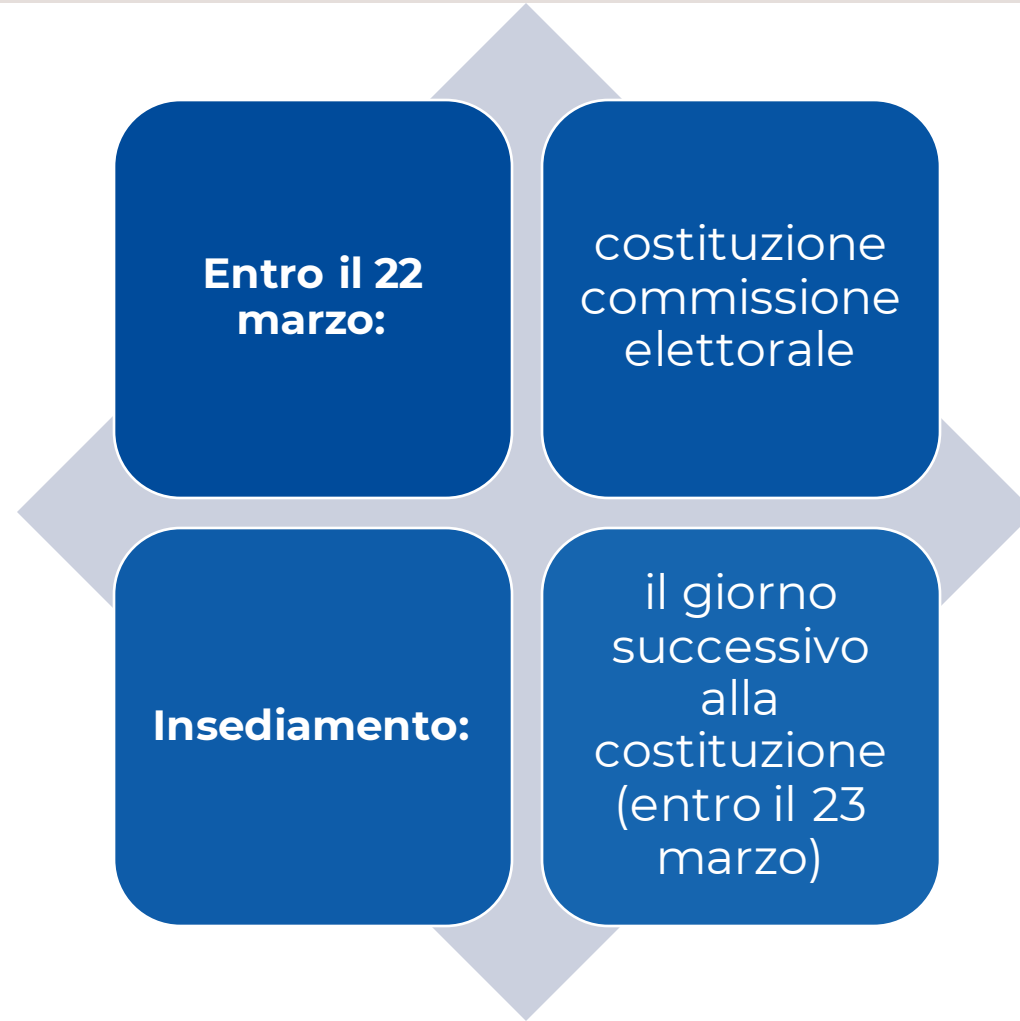 Entro il 22
marzo:
costituzione
commissione
elettorale
Insediamento:
il giorno
successivo
alla
costituzione
(entro il 23
marzo)